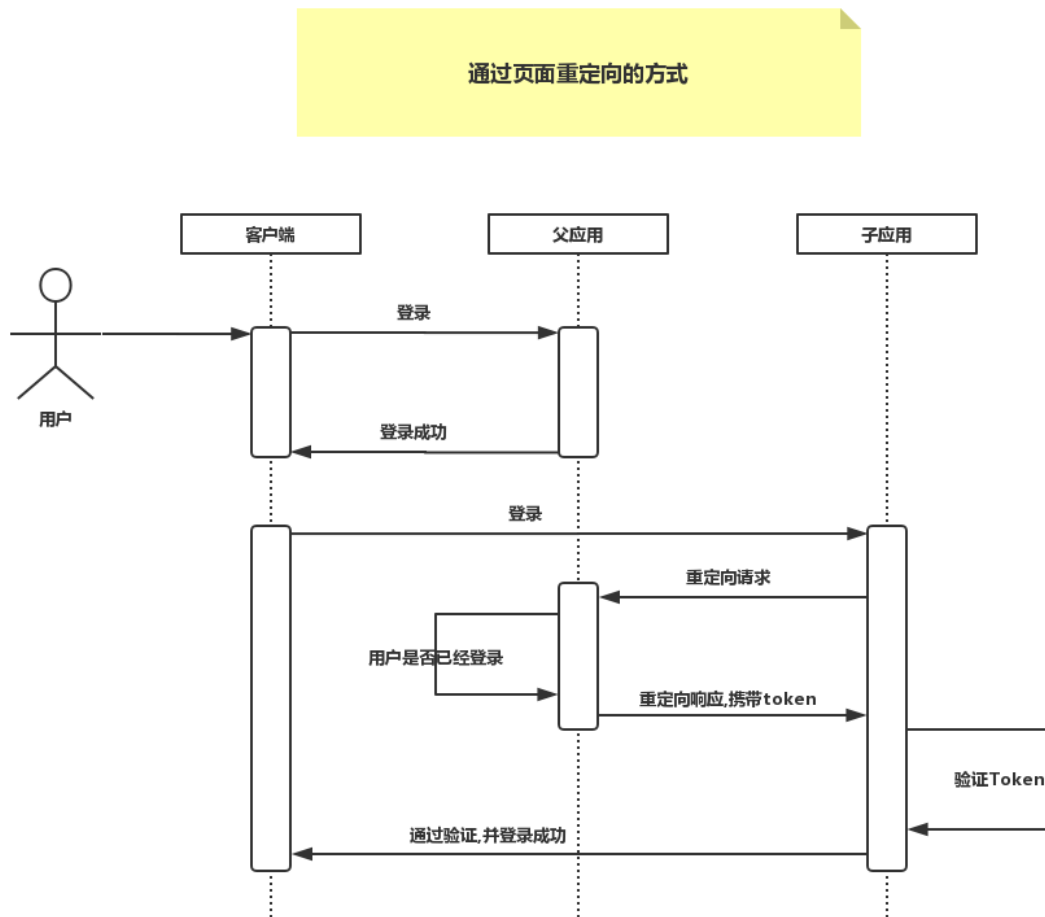 通过页面重定向的方式
客户端
父应用
子应用
登录
用户
登录成功
登录
重定向请求
用户是否已经登录
重定向响应,携带token
验证Token
通过验证,并登录成功